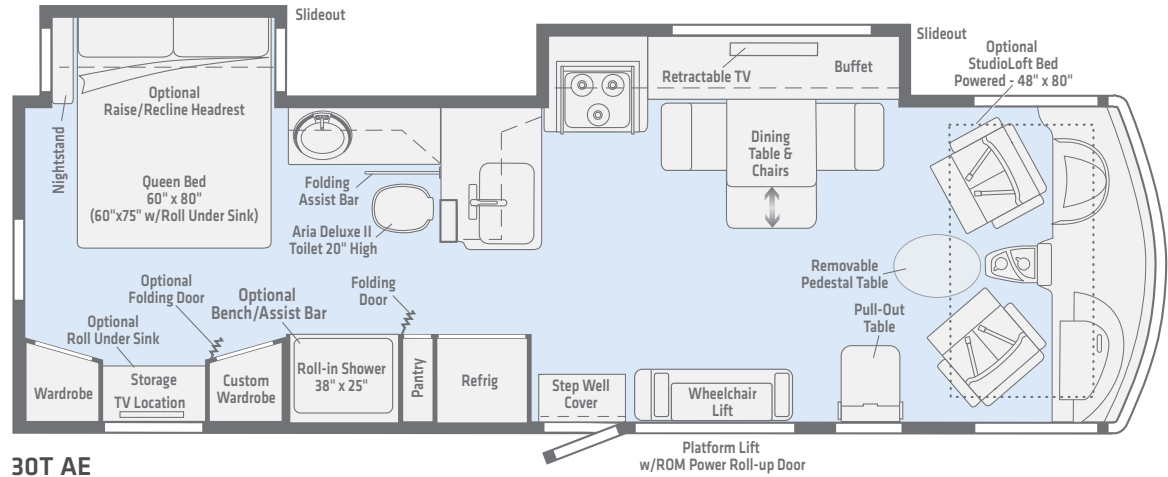 Slideout
Slideout
Optional
StudioLoft Bed
Powered - 48" x 80"
Retractable TV
Buffet
Optional
Raise/Recline Headrest
Nightstand
Dining
Table &
Chairs
Queen Bed
60" x 80"
(60"x75" w/Roll Under Sink)
Folding
Assist Bar
Aria Deluxe II
Toilet 20" High
Removable
Pedestal Table
Optional
Folding Door
Optional
Bench/Assist Bar
Folding
Door
Pull-Out
Table
Optional
Roll Under Sink
Wardrobe
Storage
TV Location
Custom
Wardrobe
Roll-in Shower
38" x 25"
Pantry
Refrig
Step Well
Cover
Wheelchair
Lift
Platform Lift
w/ROM Power Roll-up Door
30T AE